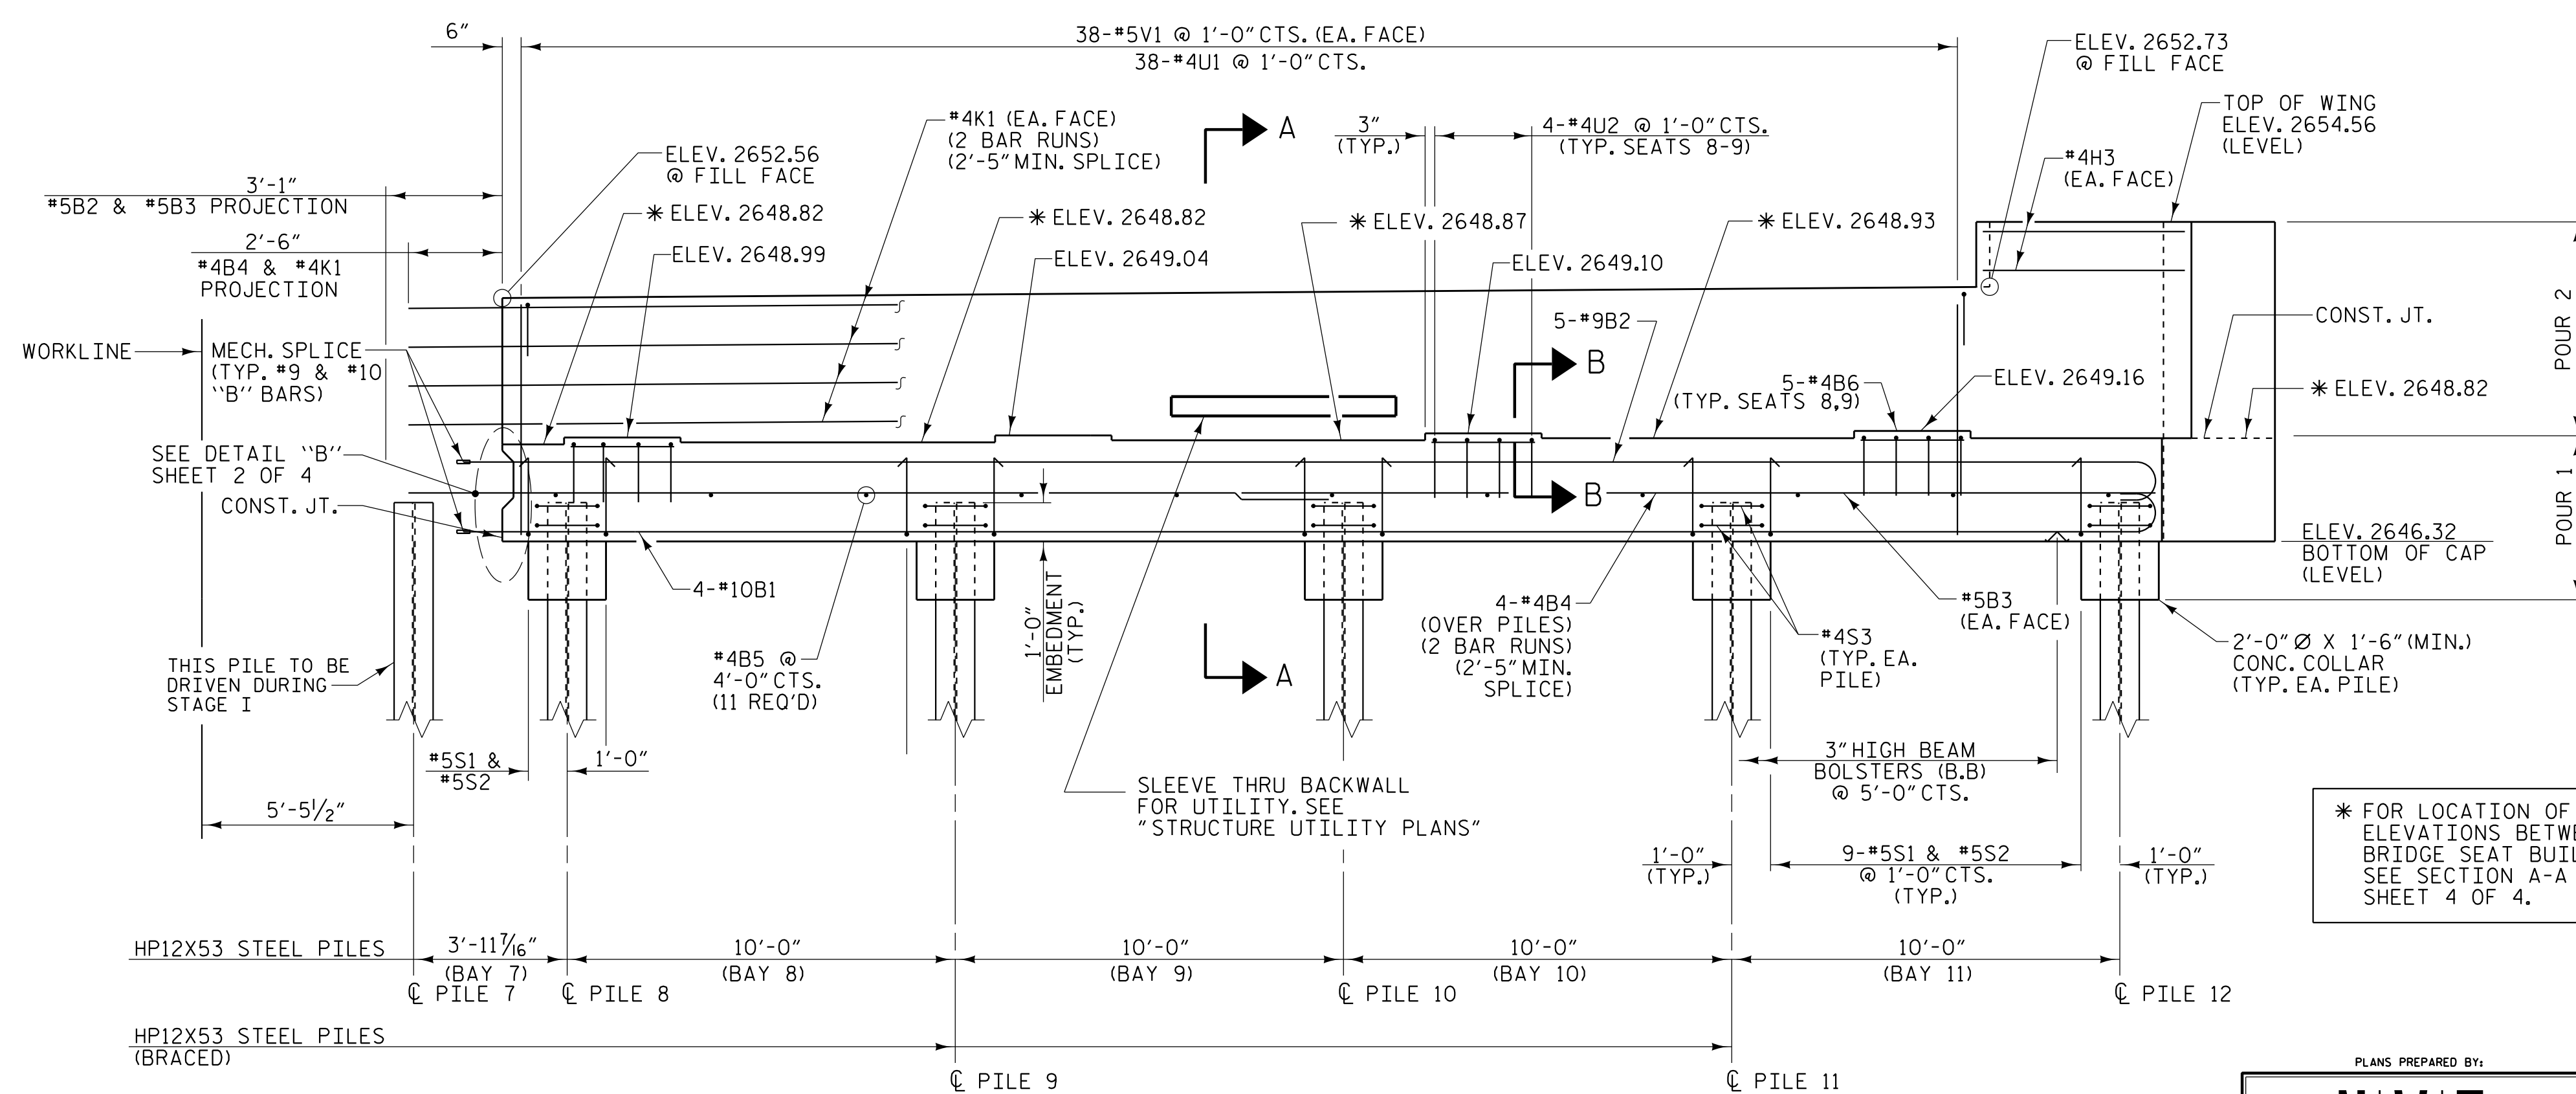 6"
38-#5V1 @ 1'-0" CTS. (EA. FACE)
38-#4U1 @ 1'-0" CTS.
ELEV. 2652.73
@ FILL FACE
TOP OF WING
ELEV. 2654.56
(LEVEL)
#4K1 (EA. FACE)
(2 BAR RUNS)
(2'-5" MIN. SPLICE)
A
3"
(TYP.)
4-#4U2 @ 1'-0" CTS.
(TYP. SEATS 8-9)
#4H3
(EA. FACE)
ELEV. 2652.56
@ FILL FACE
3'-1"
#5B2 & #5B3 PROJECTION
✳ ELEV. 2648.82
✳ ELEV. 2648.82
✳ ELEV. 2648.87
✳ ELEV. 2648.93
2'-6"
#4B4 & #4K1
PROJECTION
ELEV. 2648.99
ELEV. 2649.04
ELEV. 2649.10
CONST. JT.
POUR 2
5-#9B2
WORKLINE
MECH. SPLICE
(TYP. #9 & #10
"B" BARS)
B
5-#4B6
(TYP. SEATS 8,9)
ELEV. 2649.16
✳ ELEV. 2648.82
SEE DETAIL "B"
SHEET 2 OF 4
CONST. JT.
B
POUR 1
ELEV. 2646.32
BOTTOM OF CAP
(LEVEL)
4-#10B1
1'-0"
EMBEDMENT
(TYP.)
4-#4B4
(OVER PILES)
(2 BAR RUNS)
(2'-5" MIN.
SPLICE)
#5B3
(EA. FACE)
#4S3
(TYP. EA.
PILE)
2'-0" Ø X 1'-6" (MIN.)
CONC. COLLAR
(TYP. EA. PILE)
THIS PILE TO BE
DRIVEN DURING
STAGE I
#4B5 @
4'-0" CTS.
(11 REQ'D)
A
#5S1 &
#5S2
1'-0"
3" HIGH BEAM
BOLSTERS (B.B)
@ 5'-0" CTS.
SLEEVE THRU BACKWALL
FOR UTILITY. SEE
"STRUCTURE UTILITY PLANS"
5'-5 1/2"
✳ FOR LOCATION OF
ELEVATIONS BETWE
BRIDGE SEAT BUIL
SEE SECTION A-A
SHEET 4 OF 4.
1'-0"
(TYP.)
9-#5S1 & #5S2
@ 1'-0" CTS.
(TYP.)
1'-0"
(TYP.)
HP12X53 STEEL PILES
3'-11 7/16"
(BAY 7)
10'-0"
(BAY 8)
10'-0"
(BAY 9)
10'-0"
(BAY 10)
10'-0"
(BAY 11)
℄ PILE 7
℄ PILE 8
℄ PILE 10
℄ PILE 12
HP12X53 STEEL PILES
(BRACED)
℄ PILE 9
℄ PILE 11
PLANS PREPARED BY: